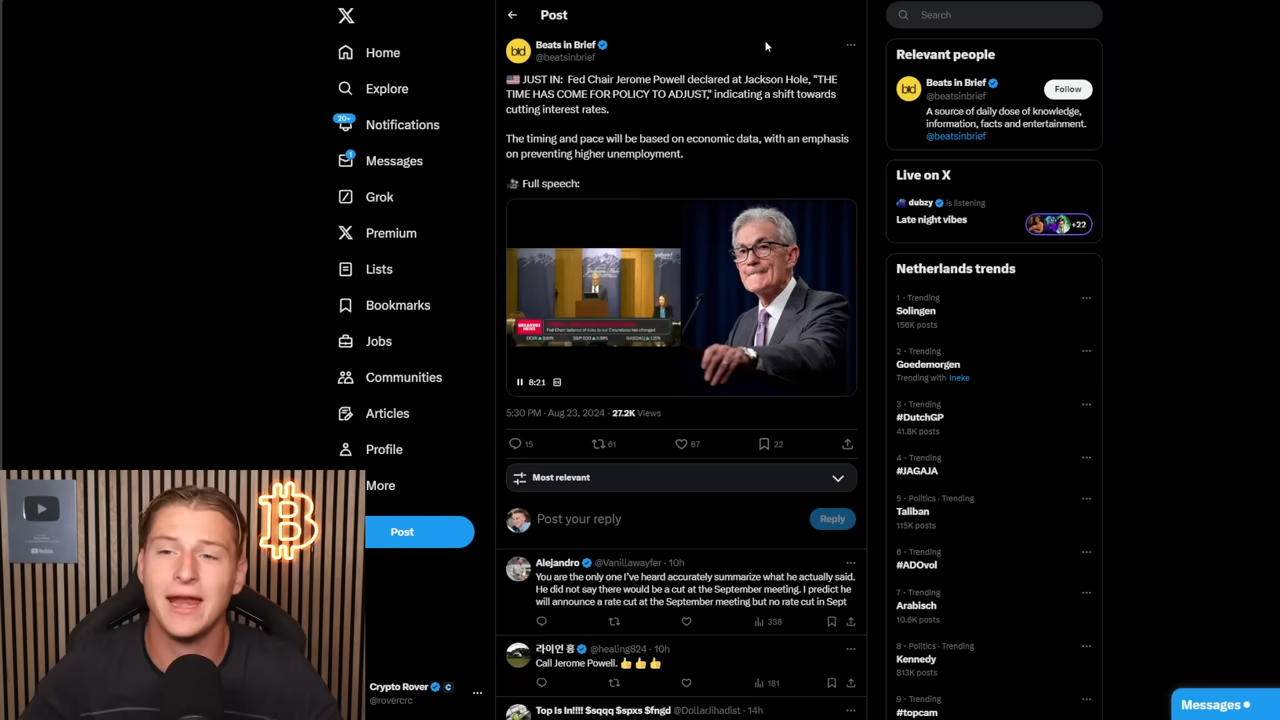 Post
Search
Home
Explore
20+
Notifications
1
Messages
Grok
Premium
Lists
Bookmarks
Jobs
Communities
Articles
Profile
More
Post
Crypto Rover
@rovercrc
bid
Beats in Brief
@beatsinbrief
🇺🇸 JUST IN: Fed Chair Jerome Powell declared at Jackson Hole, "THE
TIME HAS COME FOR POLICY TO ADJUST," indicating a shift towards
cutting interest rates.
The timing and pace will be based on economic data, with an emphasis
on preventing higher unemployment.
🎥 Full speech:
BREAKING
NEWS
8:21
5:30 PM · Aug 23, 2024 · 27.2K Views
15
61
87
22
Most relevant
Post your reply
Reply
Alejandro @Vanillawayfer · 10h
You are the only one I've heard accurately summarize what he actually said.
He did not say there would be a cut at the September meeting. I predict he
will announce a rate cut at the September meeting but no rate cut in Sept
338
라이언 홍 @healing824 · 10h
Call Jerome Powell. 👍👍👍
181
Top Is In!!!! $sqqq $spxs $fngd @DollarJihadist · 14h
Relevant people
bid
Beats in Brief
@beatsinbrief
Follow
A source of daily dose of knowledge,
information, facts and entertainment.
@beatsinbrief
Live on X
dubzy is listening
Late night vibes
+22
Netherlands trends
1 · Trending
Solingen
156K posts
2 · Trending
Goedemorgen
Trending with Ineke
3 · Trending
#DutchGP
41.8K posts
4 · Trending
#JAGAJA
5 · Politics · Trending
Taliban
115K posts
6 · Trending
#ADOvol
7 · Trending
Arabisch
10.6K posts
8 · Politics · Trending
Kennedy
813K posts
9 · Trending
#topcam
Messages